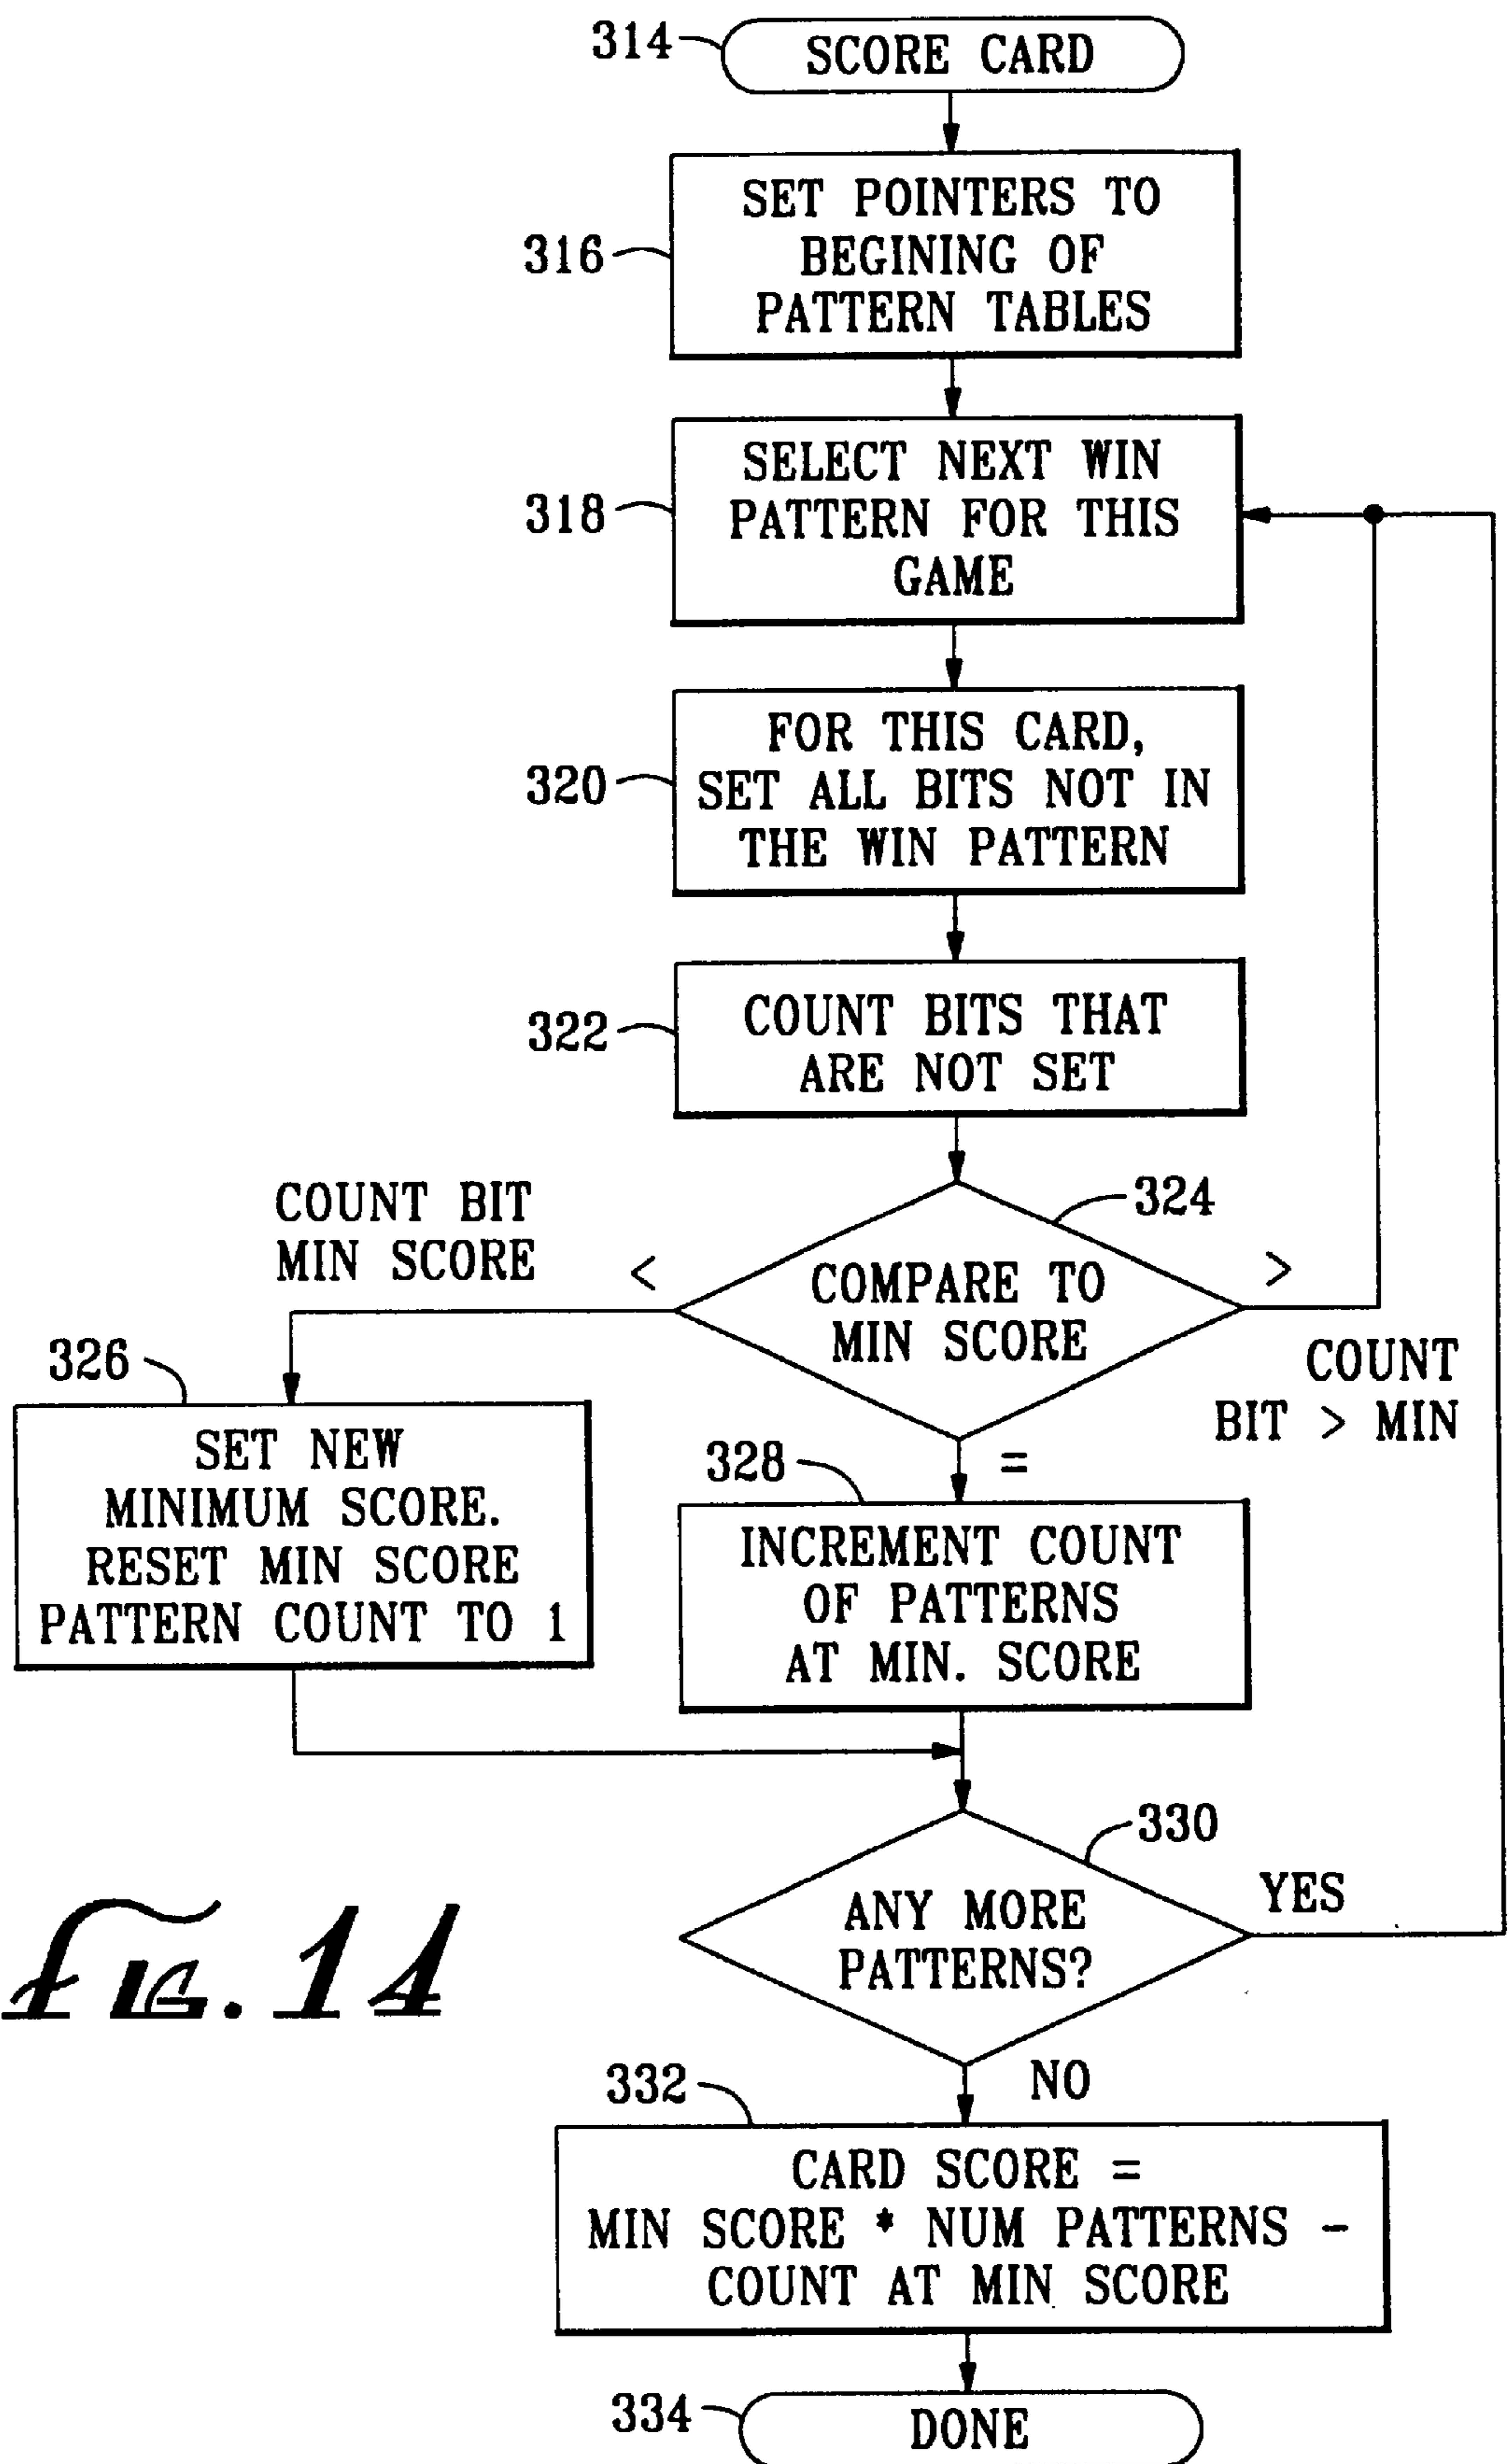 314
SCORE CARD
316
SET POINTERS TO
BEGINING OF
PATTERN TABLES
318
SELECT NEXT WIN
PATTERN FOR THIS
GAME
320
FOR THIS CARD,
SET ALL BITS NOT IN
THE WIN PATTERN
322
COUNT BITS THAT
ARE NOT SET
324
COMPARE TO
MIN SCORE
COUNT BIT
MIN SCORE <
>
COUNT
BIT > MIN
326
SET NEW
MINIMUM SCORE.
RESET MIN SCORE
PATTERN COUNT TO 1
=
328
INCREMENT COUNT
OF PATTERNS
AT MIN. SCORE
330
ANY MORE
PATTERNS?
YES
NO
FIG. 14
332
CARD SCORE =
MIN SCORE * NUM PATTERNS -
COUNT AT MIN SCORE
334
DONE